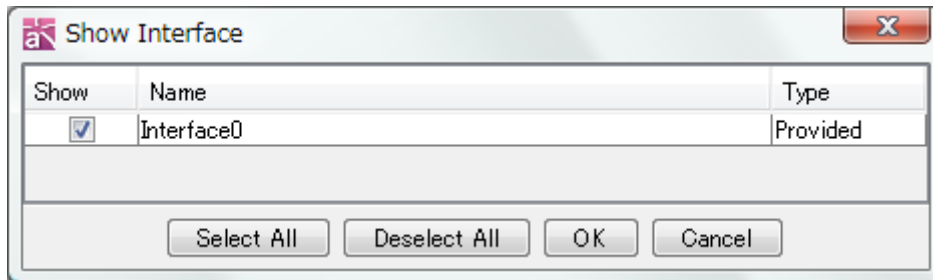 Show Interface
Show Name Type
Interface0 Provided
Select All Deselect All OK Cancel